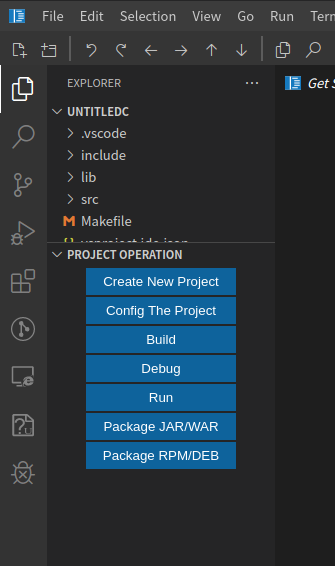 File Edit Selection View Go Run Term
Get S
EXPLORER
UNTITLEDC
.vscode
include
lib
src
Makefile
PROJECT OPERATION
Create New Project
Config The Project
Build
Debug
Run
Package JAR/WAR
Package RPM/DEB